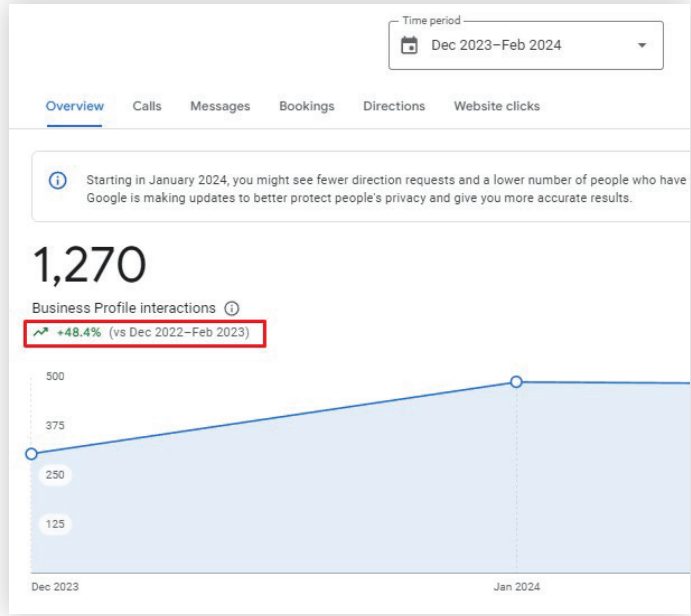 Time period
Dec 2023–Feb 2024
Overview Calls Messages Bookings Directions Website clicks
Starting in January 2024, you might see fewer direction requests and a lower number of people who have
Google is making updates to better protect people's privacy and give you more accurate results.
1,270
Business Profile interactions
+48.4% (vs Dec 2022–Feb 2023)
500
375
250
125
Dec 2023 Jan 2024